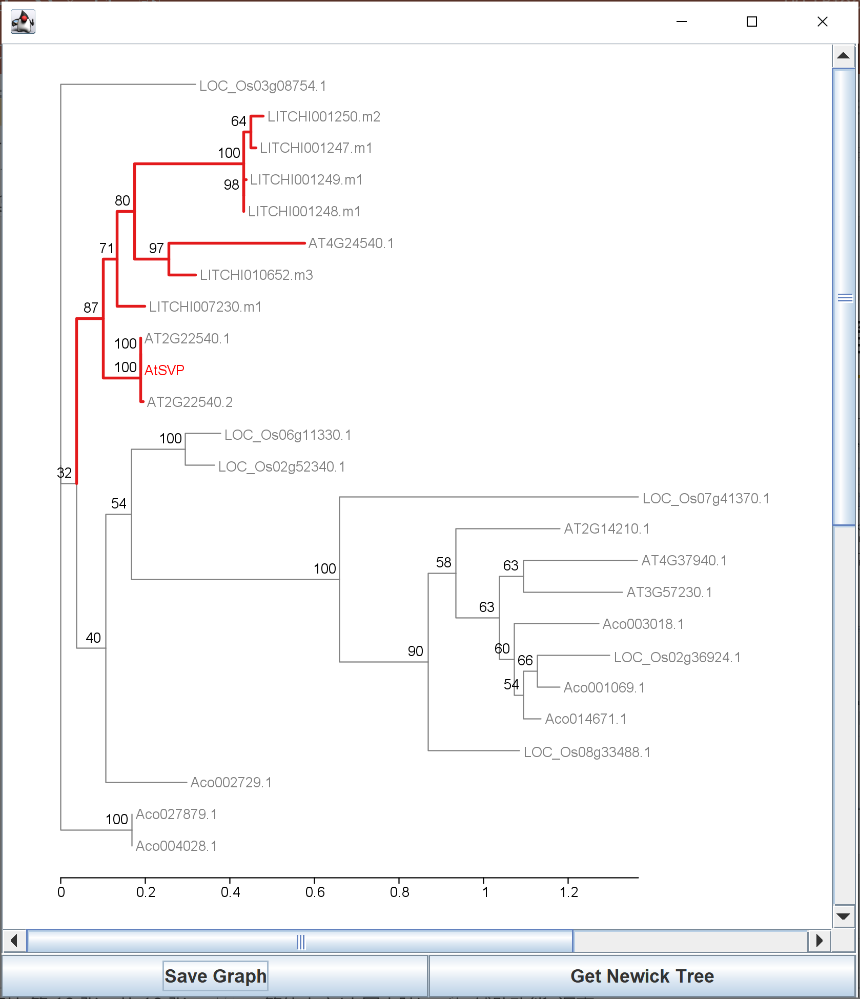 LOC_Os03g08754.1
64
LITCHI001250.m2
LITCHI001247.m1
100
98
LITCHI001249.m1
80
LITCHI001248.m1
71
97
AT4G24540.1
LITCHI010652.m3
87
LITCHI007230.m1
100
AT2G22540.1
100
AtSVP
AT2G22540.2
100
LOC_Os06g11330.1
32
LOC_Os02g52340.1
54
LOC_Os07g41370.1
AT2G14210.1
100
58
63
AT4G37940.1
AT3G57230.1
63
Aco003018.1
40
90
60
66
LOC_Os02g36924.1
54
Aco001069.1
Aco014671.1
LOC_Os08g33488.1
Aco002729.1
100
Aco027879.1
Aco004028.1
0 0.2 0.4 0.6 0.8 1 1.2
Save Graph
Get Newick Tree